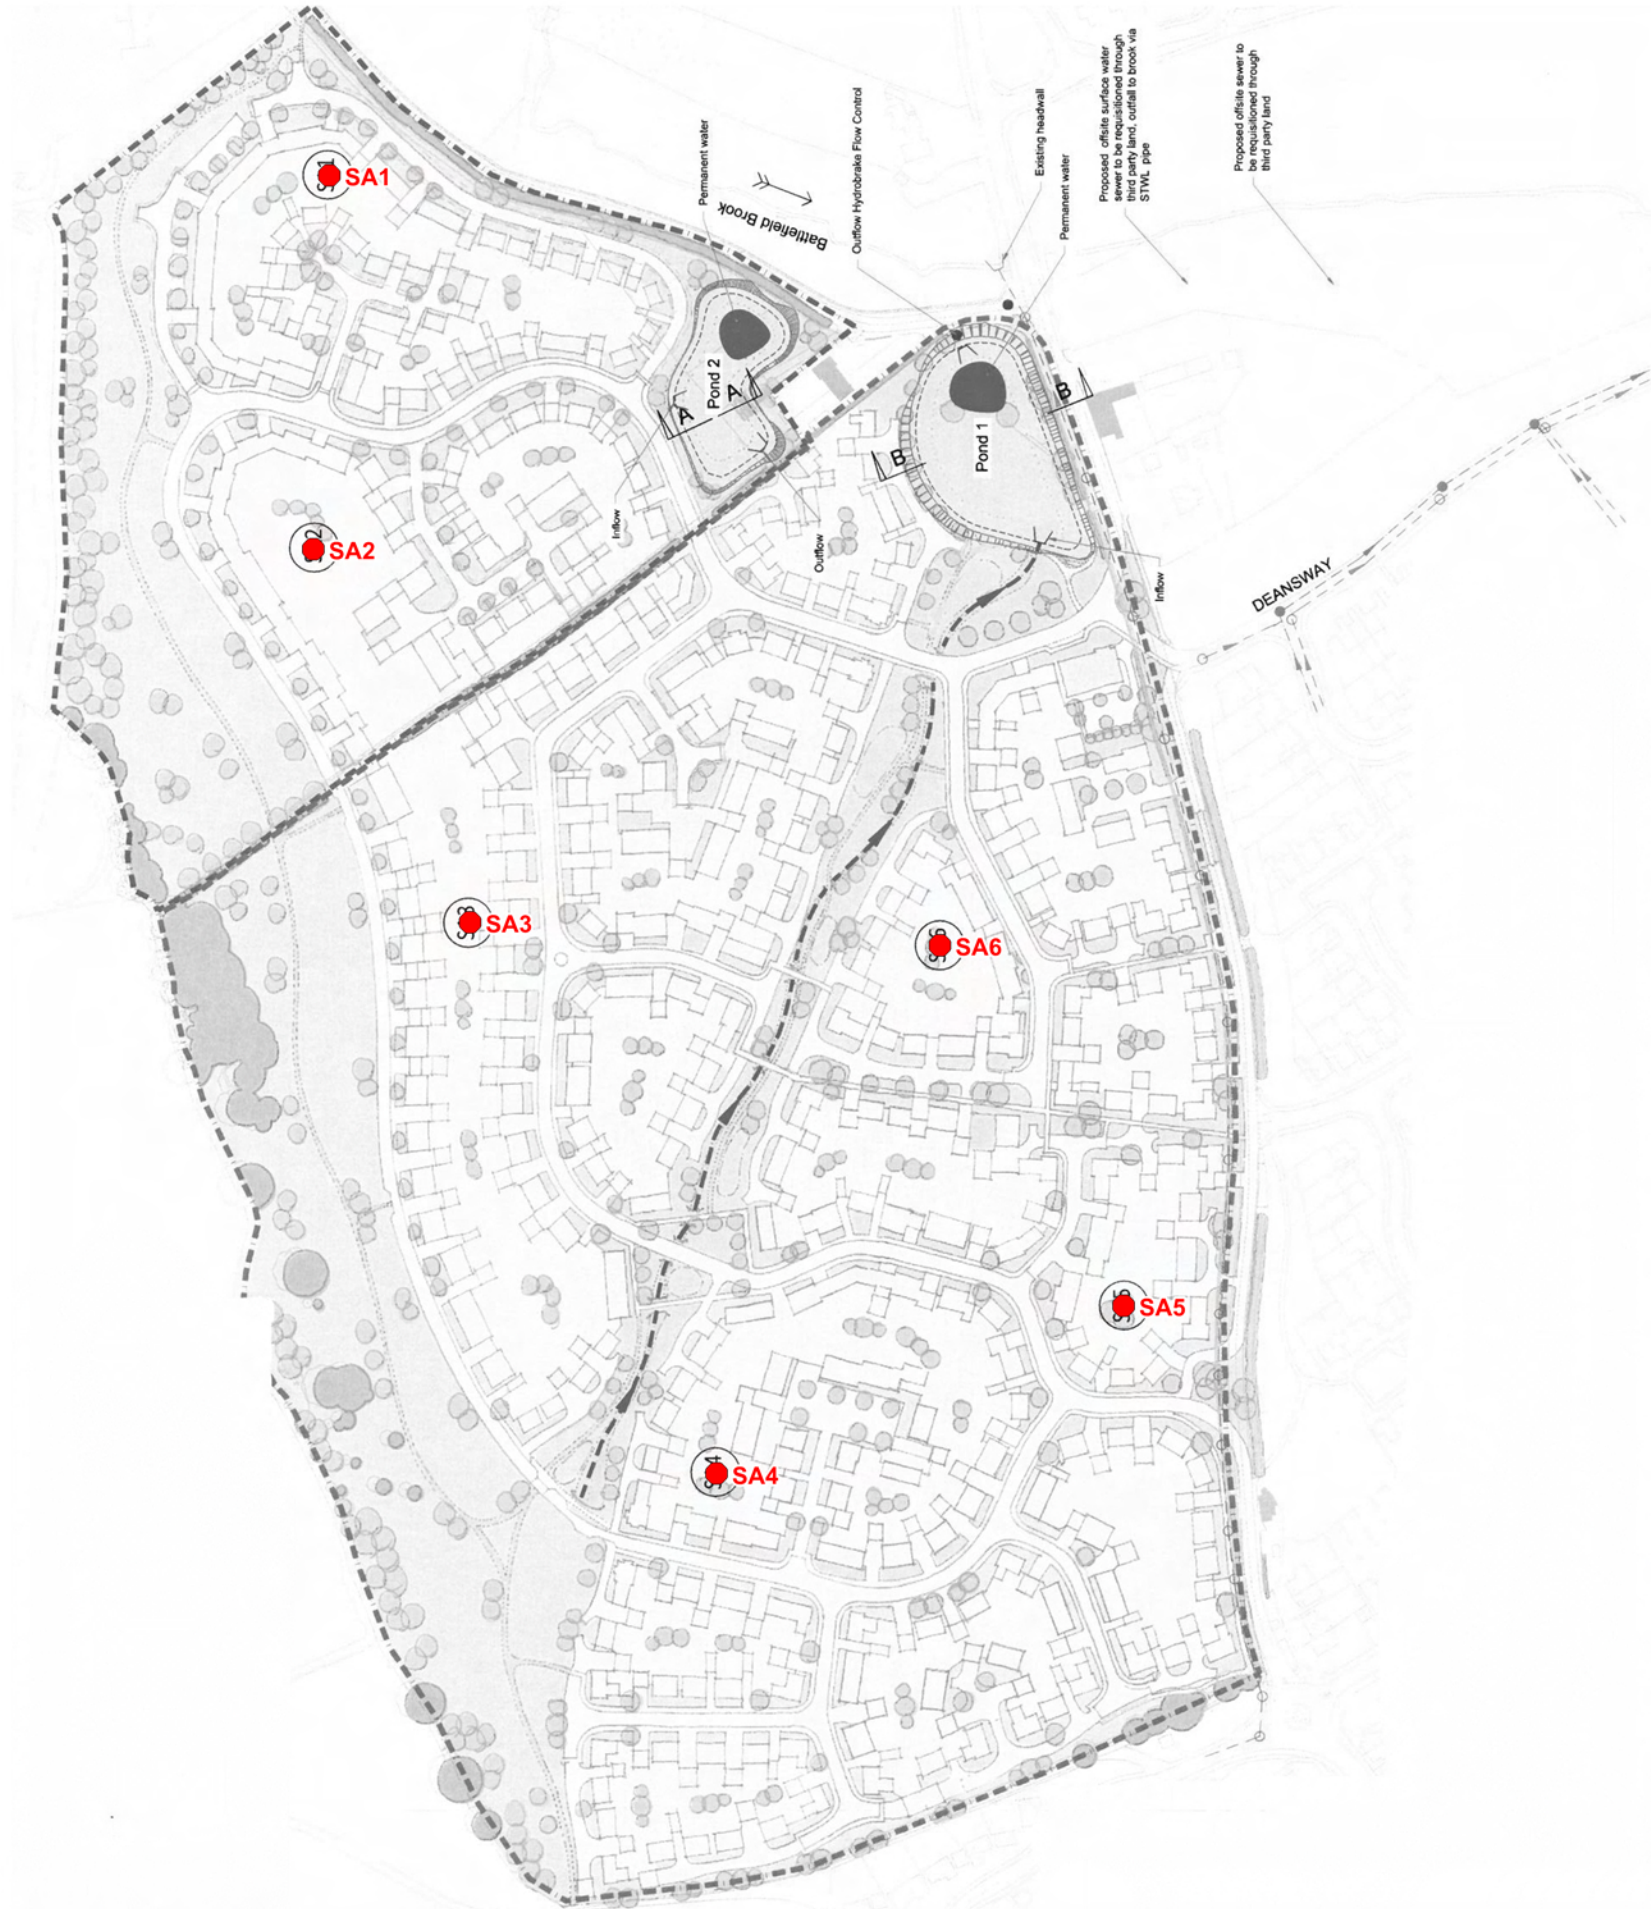 SA1
Permanent water
Battlefield Brook
Outflow Hydrobrake Flow Control
Existing headwall
Permanent water
Proposed offsite surface water
sewer to be requisitioned through
third party land, outfall to brook via
STWL pipe
Proposed offsite sewer to
be requisitioned through
third party land
Pond 2
A
A
B
B
Pond 1
Inflow
Outflow
Inflow
DEANSWAY
SA2
SA3
SA6
SA5
SA4